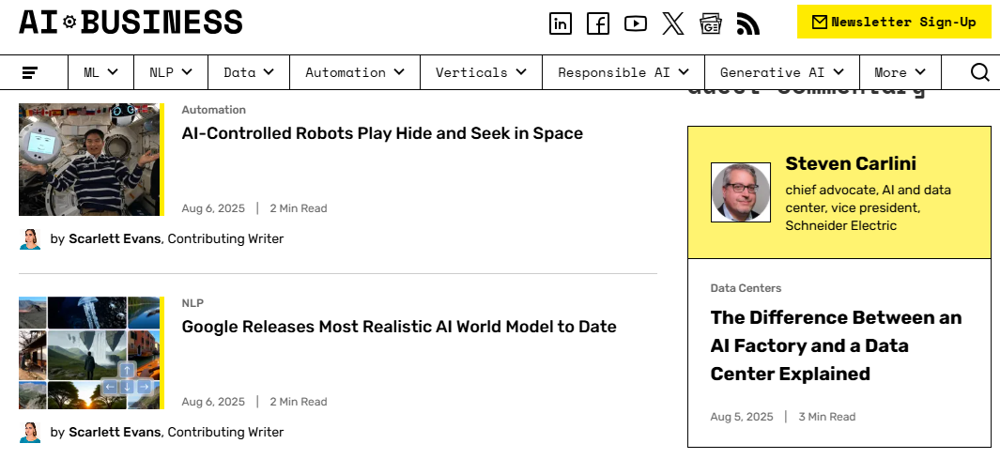 AI BUSINESS
Newsletter Sign-Up
ML
NLP
Data
Automation
Verticals
Responsible AI
Generative AI
More
Automation
AI-Controlled Robots Play Hide and Seek in Space
Aug 6, 2025 | 2 Min Read
by Scarlett Evans, Contributing Writer
NLP
Google Releases Most Realistic AI World Model to Date
Aug 6, 2025 | 2 Min Read
by Scarlett Evans, Contributing Writer
Guest Commentary
Steven Carlini
chief advocate, AI and data
center, vice president,
Schneider Electric
Data Centers
The Difference Between an
AI Factory and a Data
Center Explained
Aug 5, 2025 | 3 Min Read